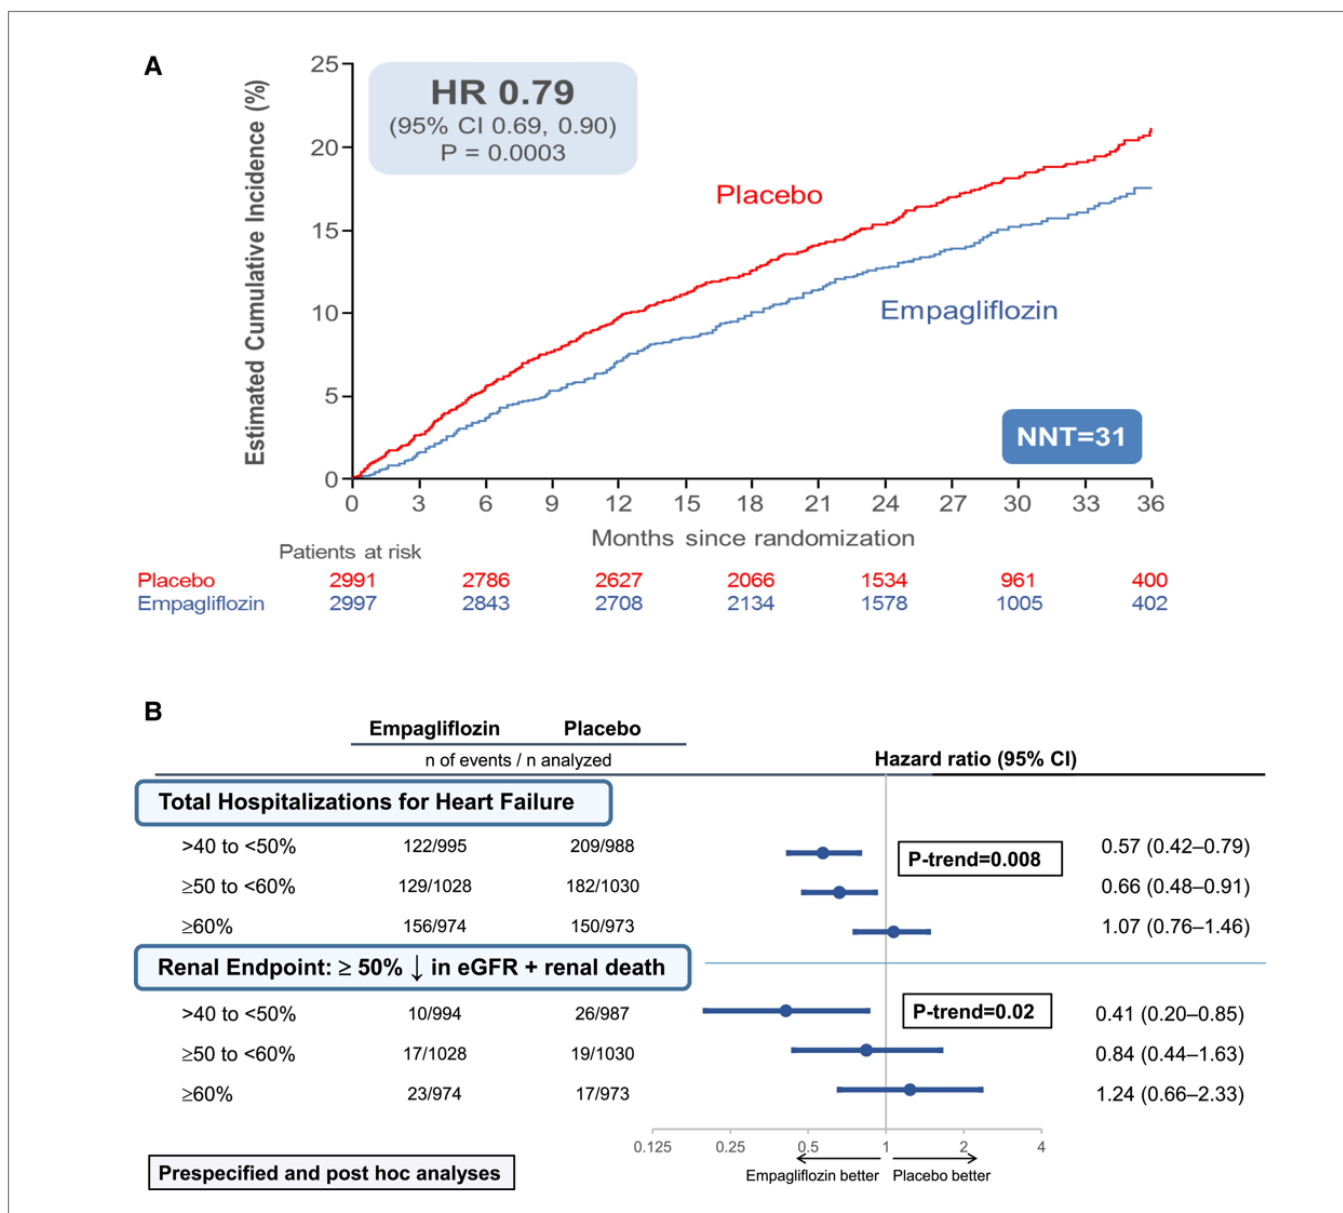 A
Estimated Cumulative Incidence (%)
25
20
15
10
5
0
HR 0.79
(95% CI 0.69, 0.90)
P = 0.0003
Placebo
Empagliflozin
NNT=31
0 3 6 9 12 15 18 21 24 27 30 33 36
Months since randomization
Patients at risk
Placebo 2991 2786 2627 2066 1534 961 400
Empagliflozin 2997 2843 2708 2134 1578 1005 402
B
Empagliflozin Placebo
n of events / n analyzed Hazard ratio (95% CI)
Total Hospitalizations for Heart Failure
>40 to <50% 122/995 209/988 0.57 (0.42–0.79)
P-trend=0.008
≥50 to <60% 129/1028 182/1030 0.66 (0.48–0.91)
≥60% 156/974 150/973 1.07 (0.76–1.46)
Renal Endpoint: ≥ 50% ↓ in eGFR + renal death
>40 to <50% 10/994 26/987 P-trend=0.02 0.41 (0.20–0.85)
≥50 to <60% 17/1028 19/1030 0.84 (0.44–1.63)
≥60% 23/974 17/973 1.24 (0.66–2.33)
0.125 0.25 0.5 1 2 4
Empagliflozin better Placebo better
Prespecified and post hoc analyses